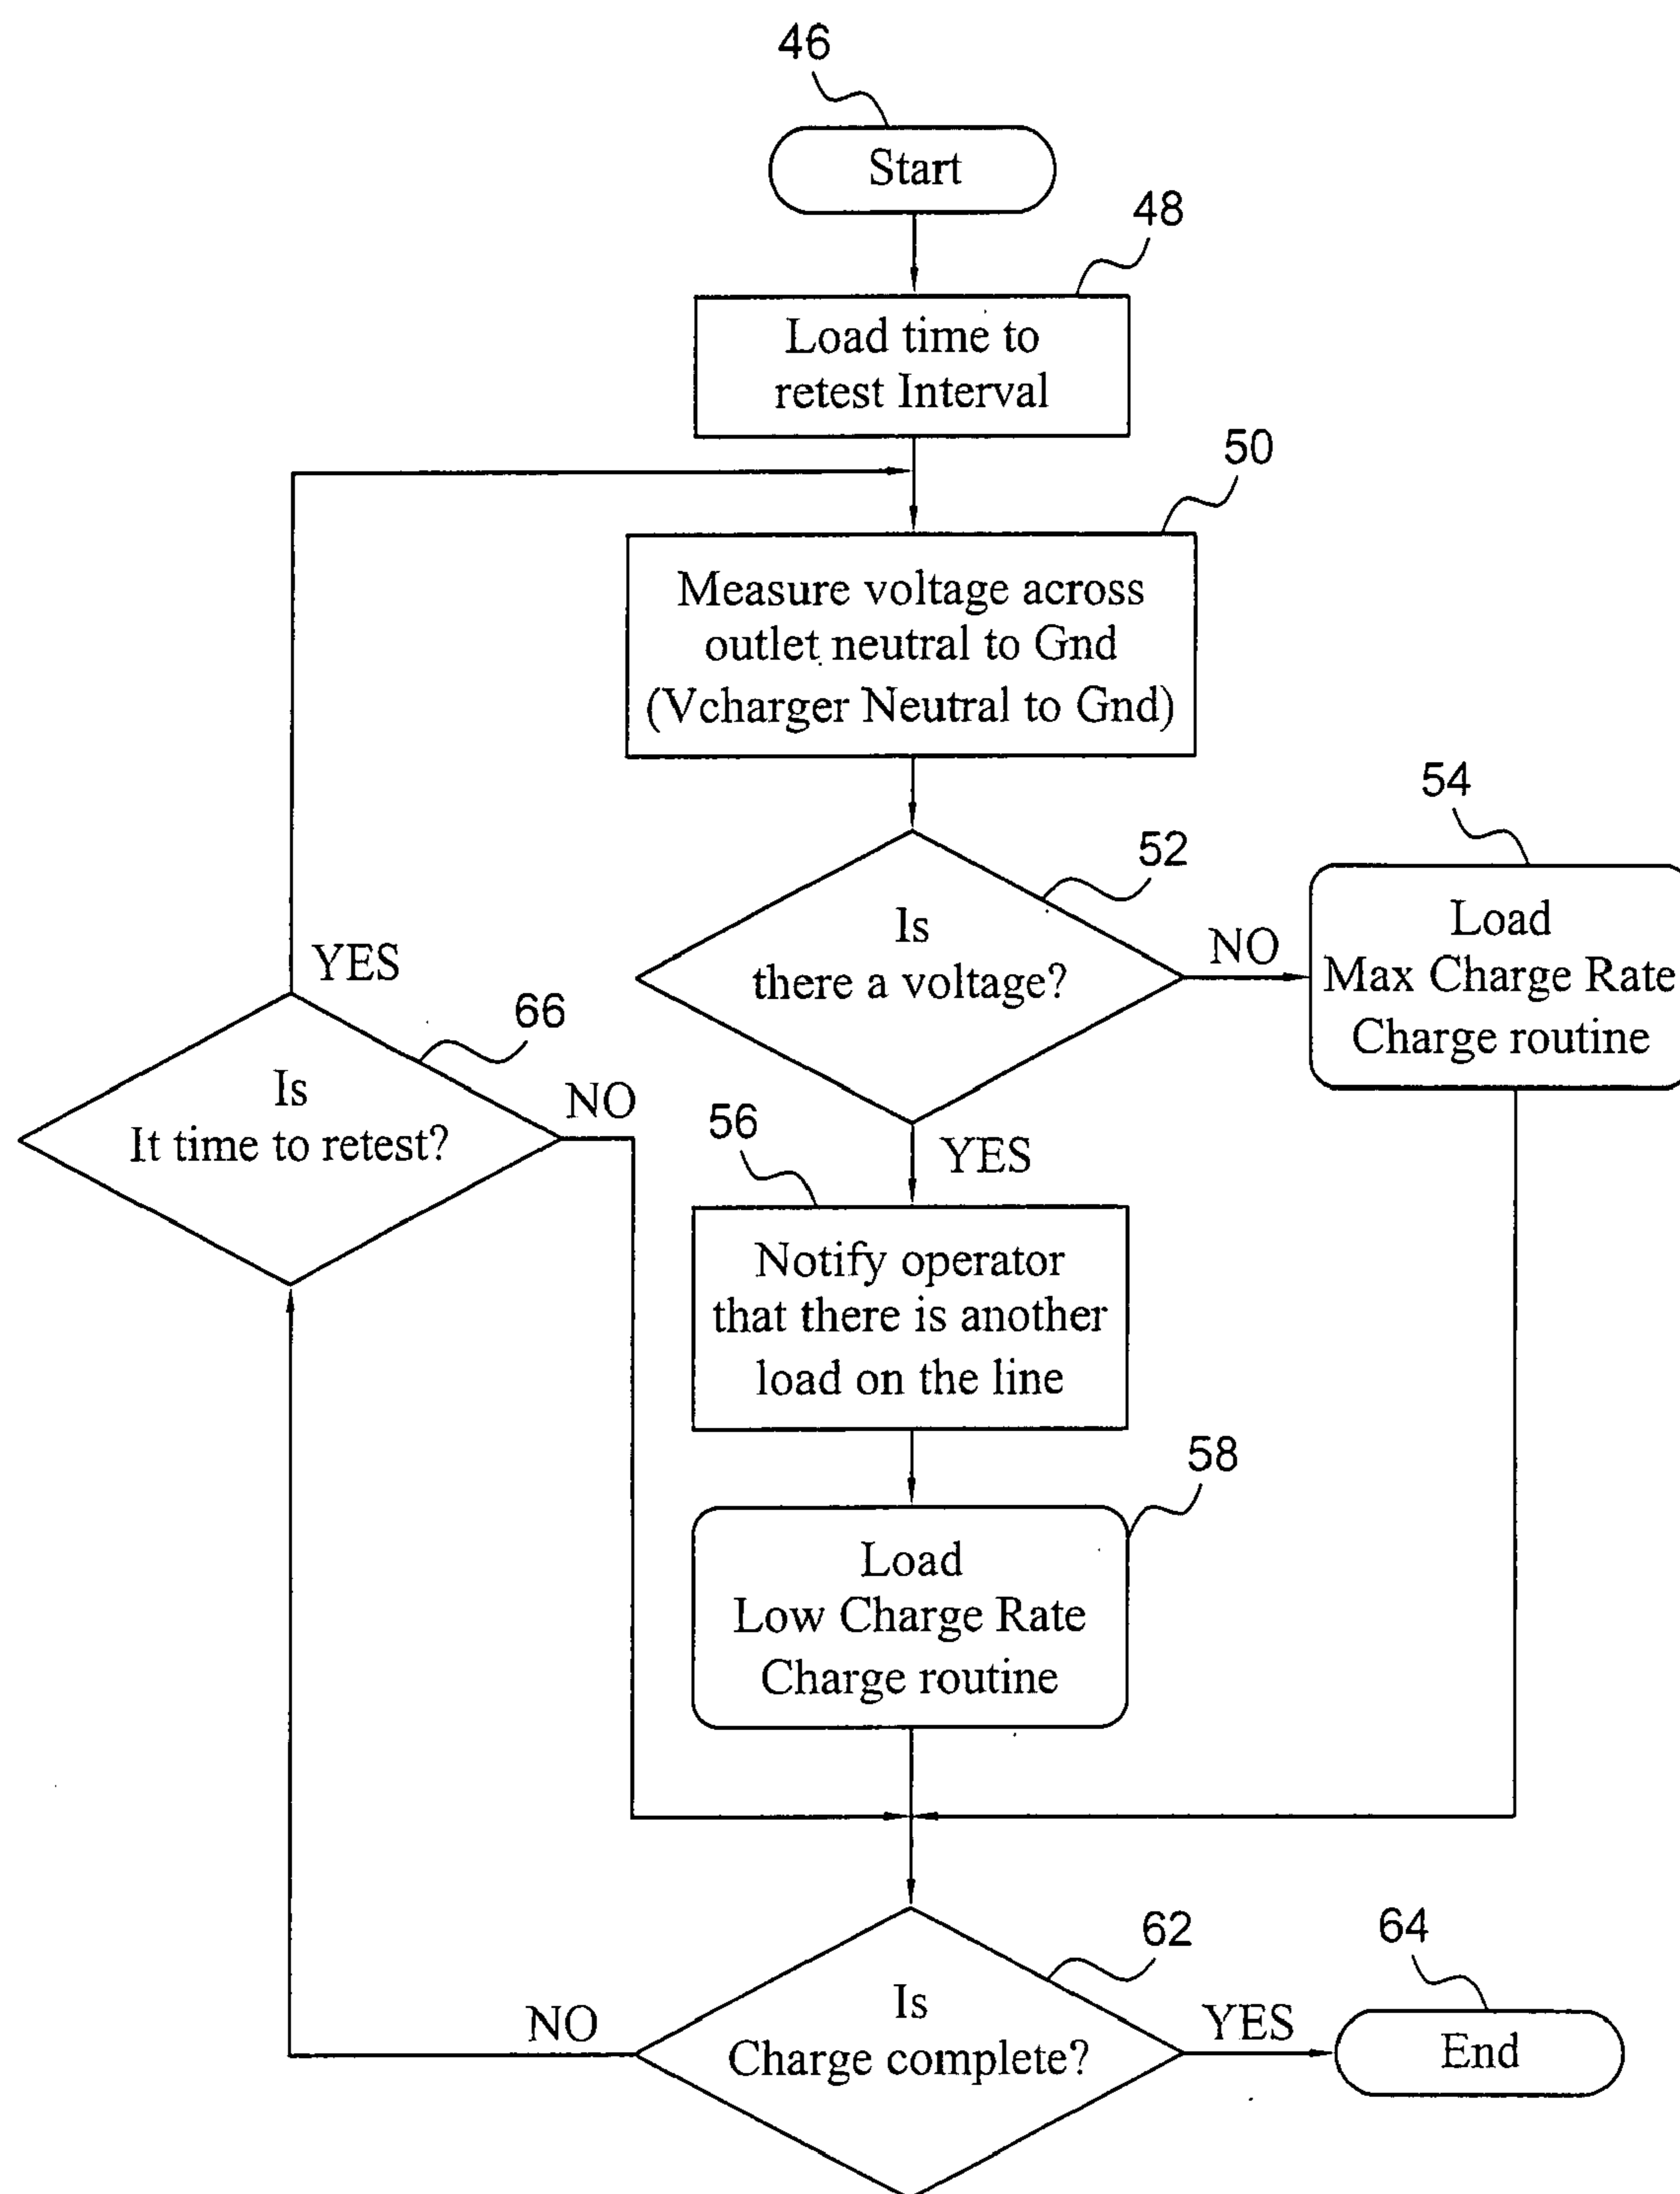 46
Start
48
Load time to
retest Interval
50
Measure voltage across
outlet neutral to Gnd
(Vcharger Neutral to Gnd)
52
Is
there a voltage?
NO
54
Load
Max Charge Rate
Charge routine
YES
66
Is
It time to retest?
NO
YES
56
Notify operator
that there is another
load on the line
58
Load
Low Charge Rate
Charge routine
62
Is
Charge complete?
NO
YES
64
End